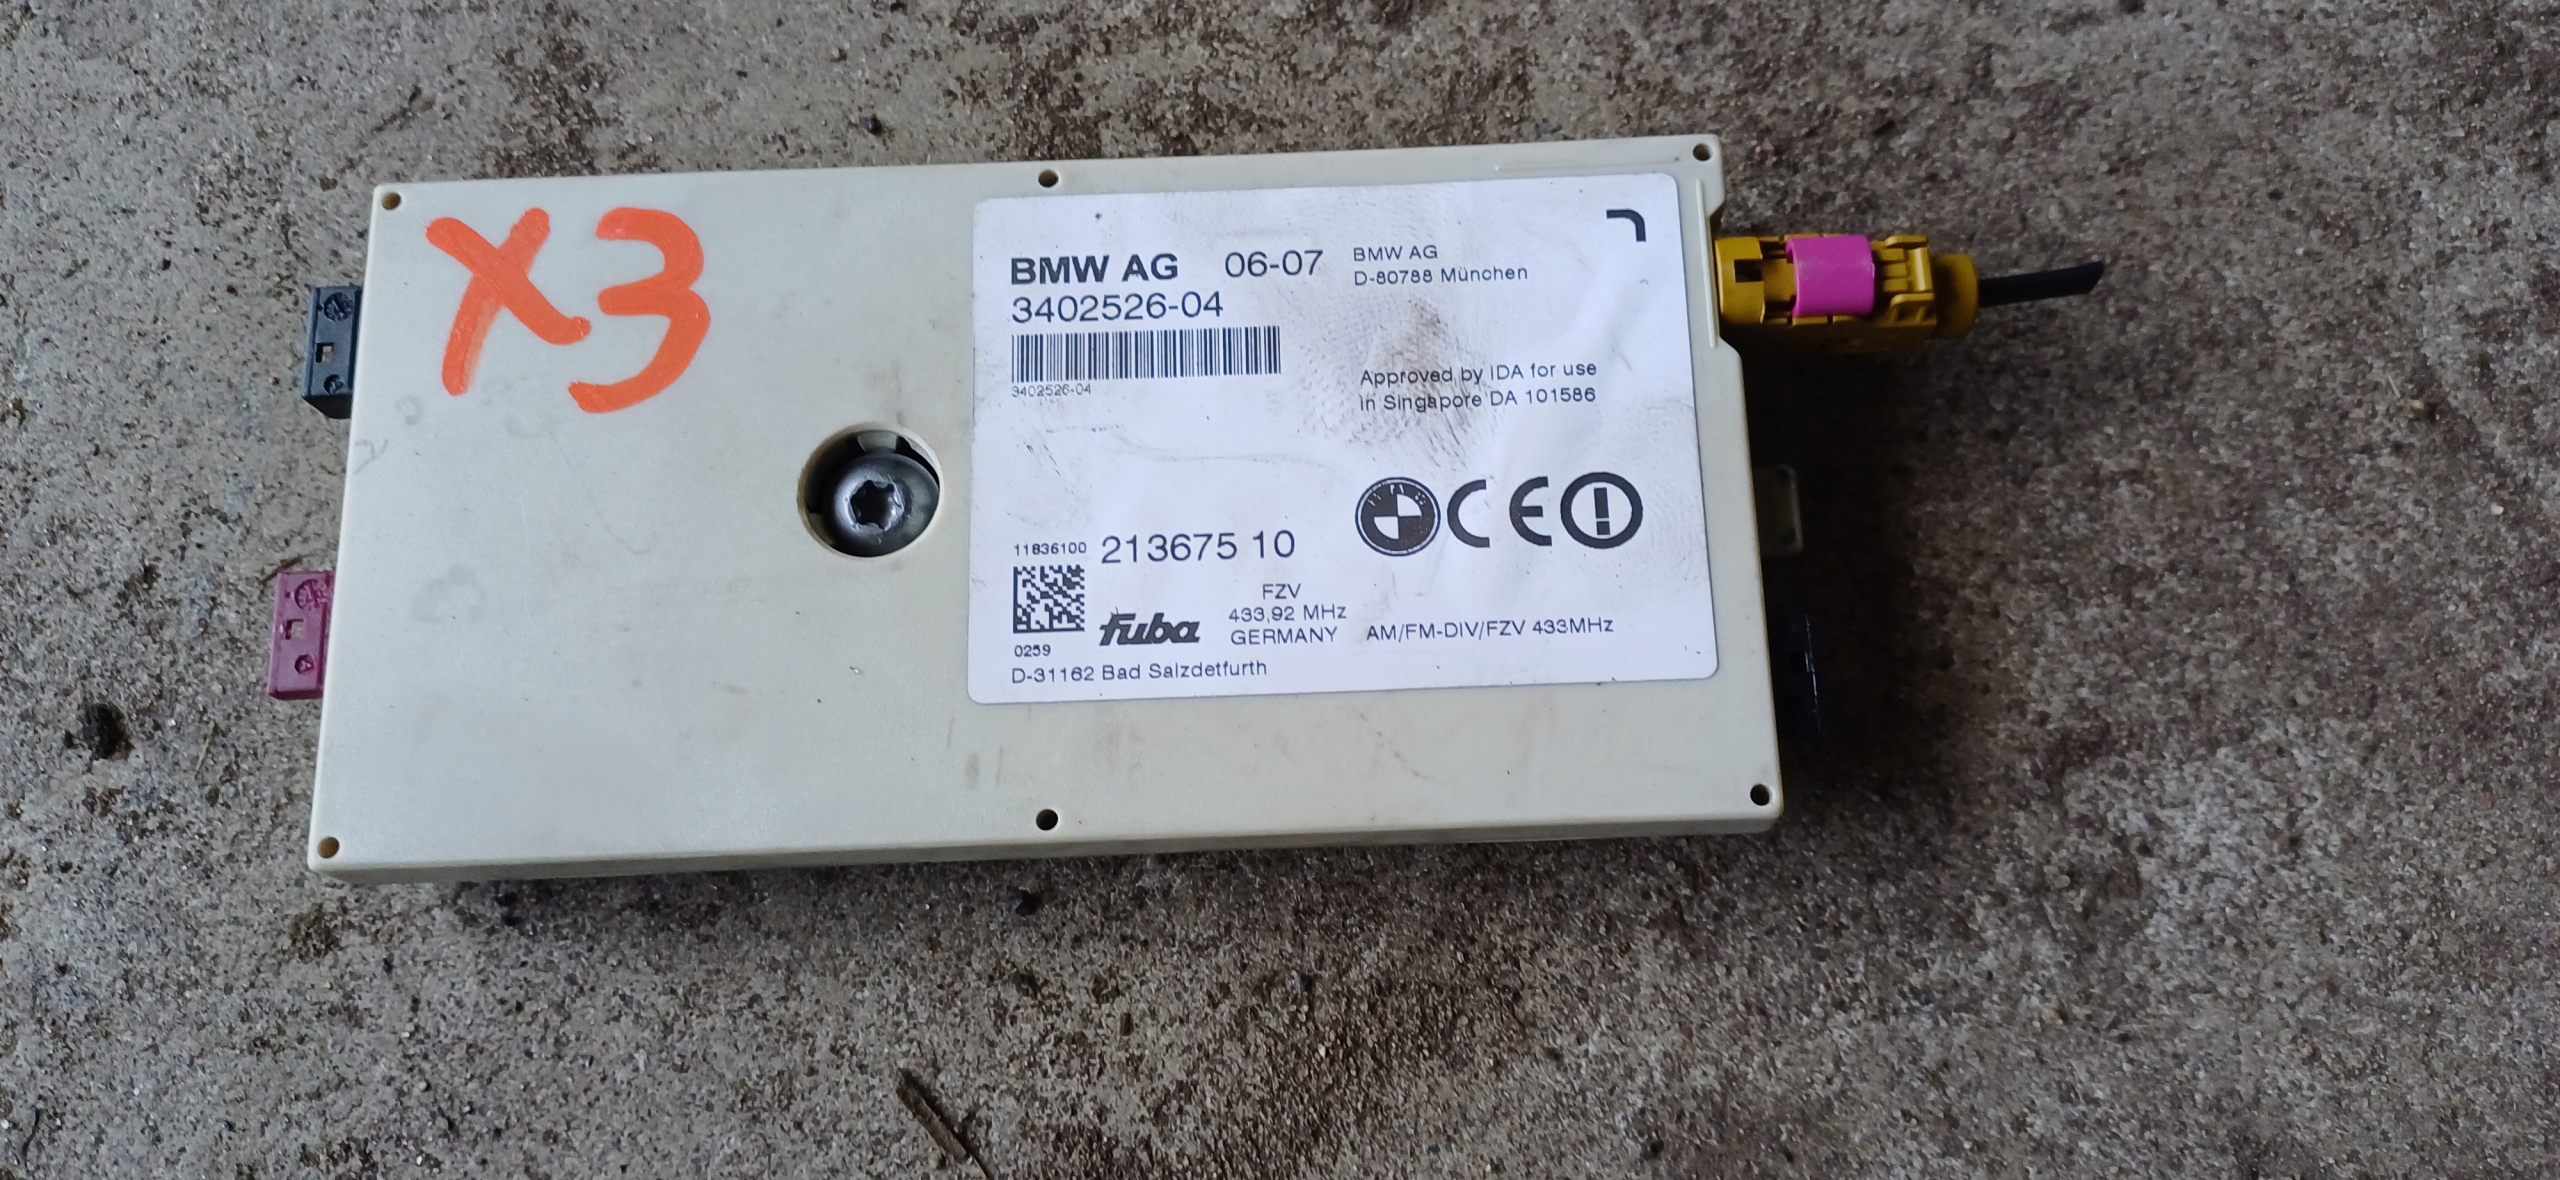 X3
BMW AG 06-07
3402526-04
3402526-04
BMW AG
D-80788 München
Approved by IDA for use
in Singapore DA 101586
11836100 213675 10
CE
fuba
FZV
433,92 MHz
GERMANY
AM/FM-DIV/FZV 433MHz
0259
D-31162 Bad Salzdetfurth